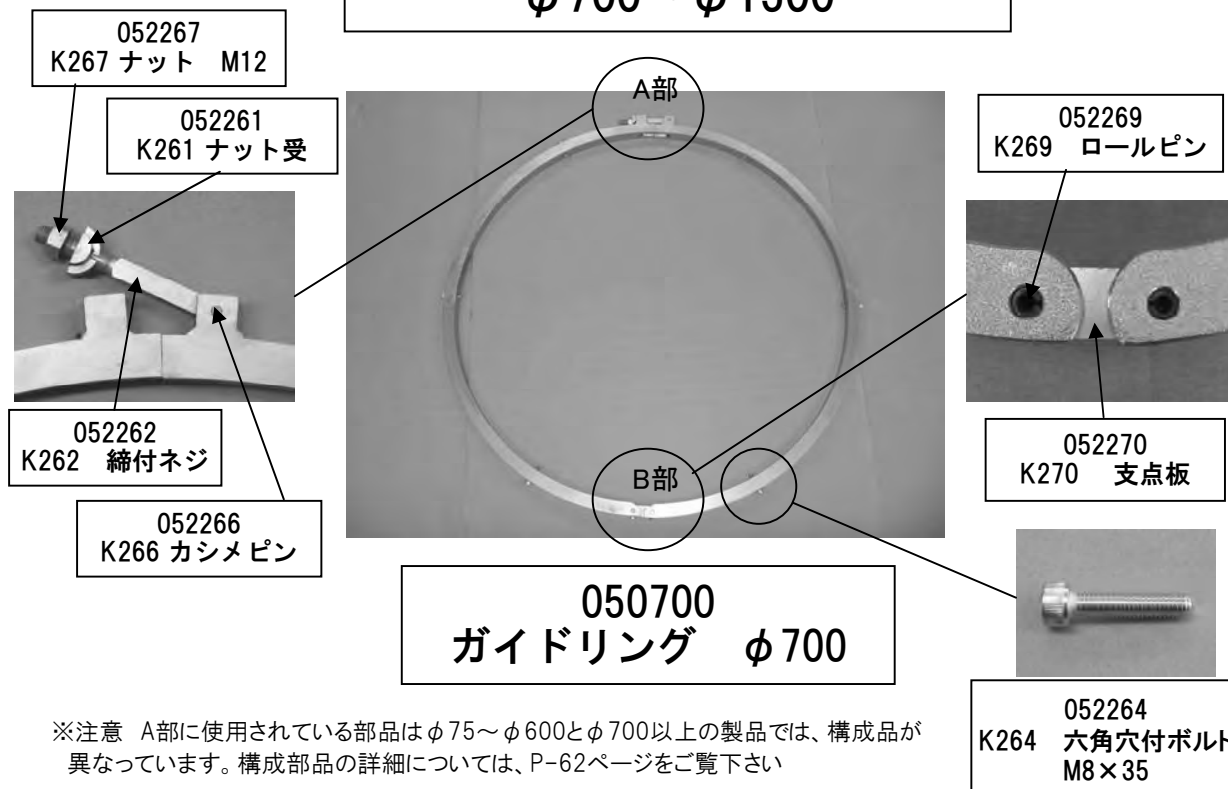 φ700～φ1500
052267
K267 ナット M12
A部
052261
K261 ナット受
052269
K269 ロールピン
052262
K262 締付ネジ
B部
052270
K270 支点板
052266
K266 カシメピン
050700
ガイドリング φ700
052264
K264 六角穴付ボルト
M8×35
※注意 A部に使用されている部品はφ75～φ600とφ700以上の製品では、構成品が
異なっています。構成部品の詳細については、P-62ページをご覧下さい